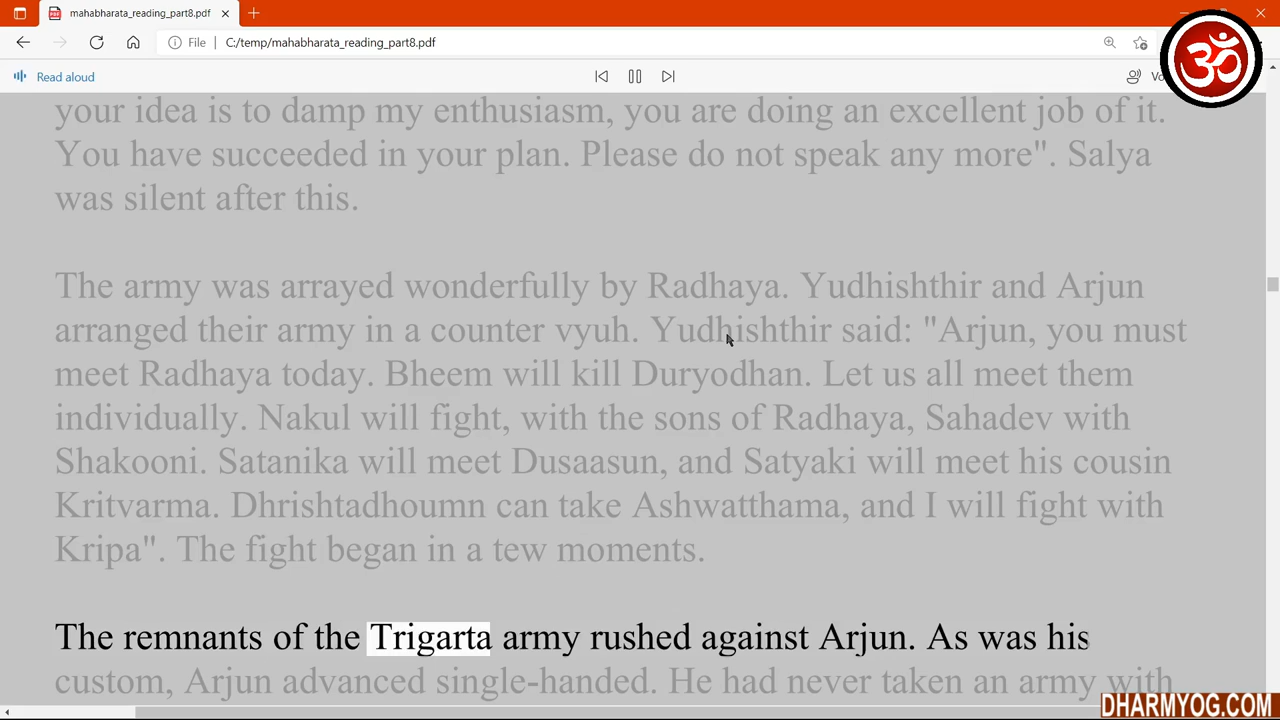 mahabharata_reading_part8.pdf
File
C:/temp/mahabharata_reading_part8.pdf
Read aloud
ॐ
your idea is to damp my enthusiasm, you are doing an excellent job of it.
You have succeeded in your plan. Please do not speak any more". Salya
was silent after this.
The army was arrayed wonderfully by Radhaya. Yudhishthir and Arjun
arranged their army in a counter vyuh. Yudhishthir said: "Arjun, you must
meet Radhaya today. Bheem will kill Duryodhan. Let us all meet them
individually. Nakul will fight, with the sons of Radhaya, Sahadev with
Shakooni. Satanika will meet Dusaasun, and Satyaki will meet his cousin
Kritvarma. Dhrishtadhoumn can take Ashwatthama, and I will fight with
Kripa". The fight began in a tew moments.
The remnants of the Trigarta army rushed against Arjun. As was his
custom, Arjun advanced single-handed. He had never taken an army with
DHARMYOG.COM